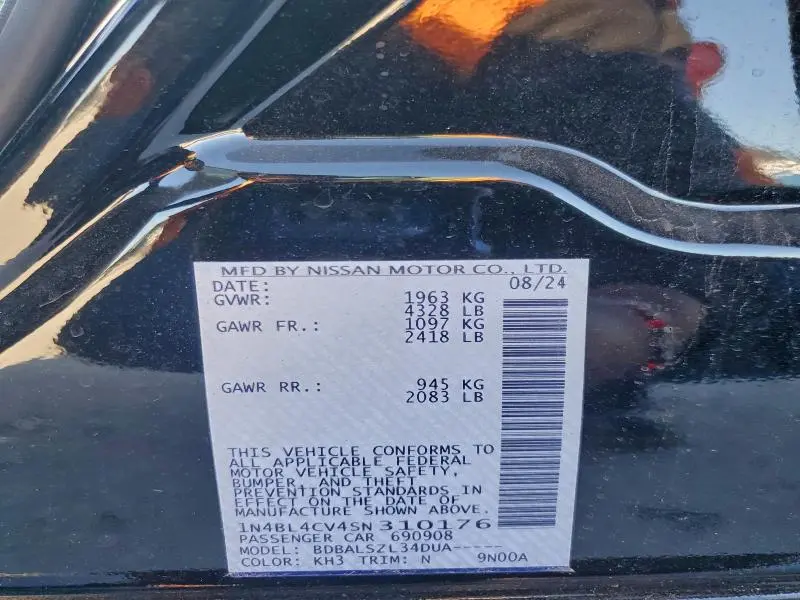 MFD BY NISSAN MOTOR CO., LTD.
DATE: 08/24
GVWR: 1963 KG
4328 LB
GAWR FR.: 1097 KG
2418 LB
GAWR RR.: 945 KG
2083 LB
THIS VEHICLE CONFORMS TO
ALL APPLICABLE FEDERAL
MOTOR VEHICLE SAFETY,
BUMPER, AND THEFT
PREVENTION STANDARDS IN
EFFECT ON THE DATE OF
MANUFACTURE SHOWN ABOVE.
1N4BL4CV4SN310176
PASSENGER CAR 690908
MODEL: BDBALSZL34DUA-----
COLOR: KH3 TRIM: N 9N00A